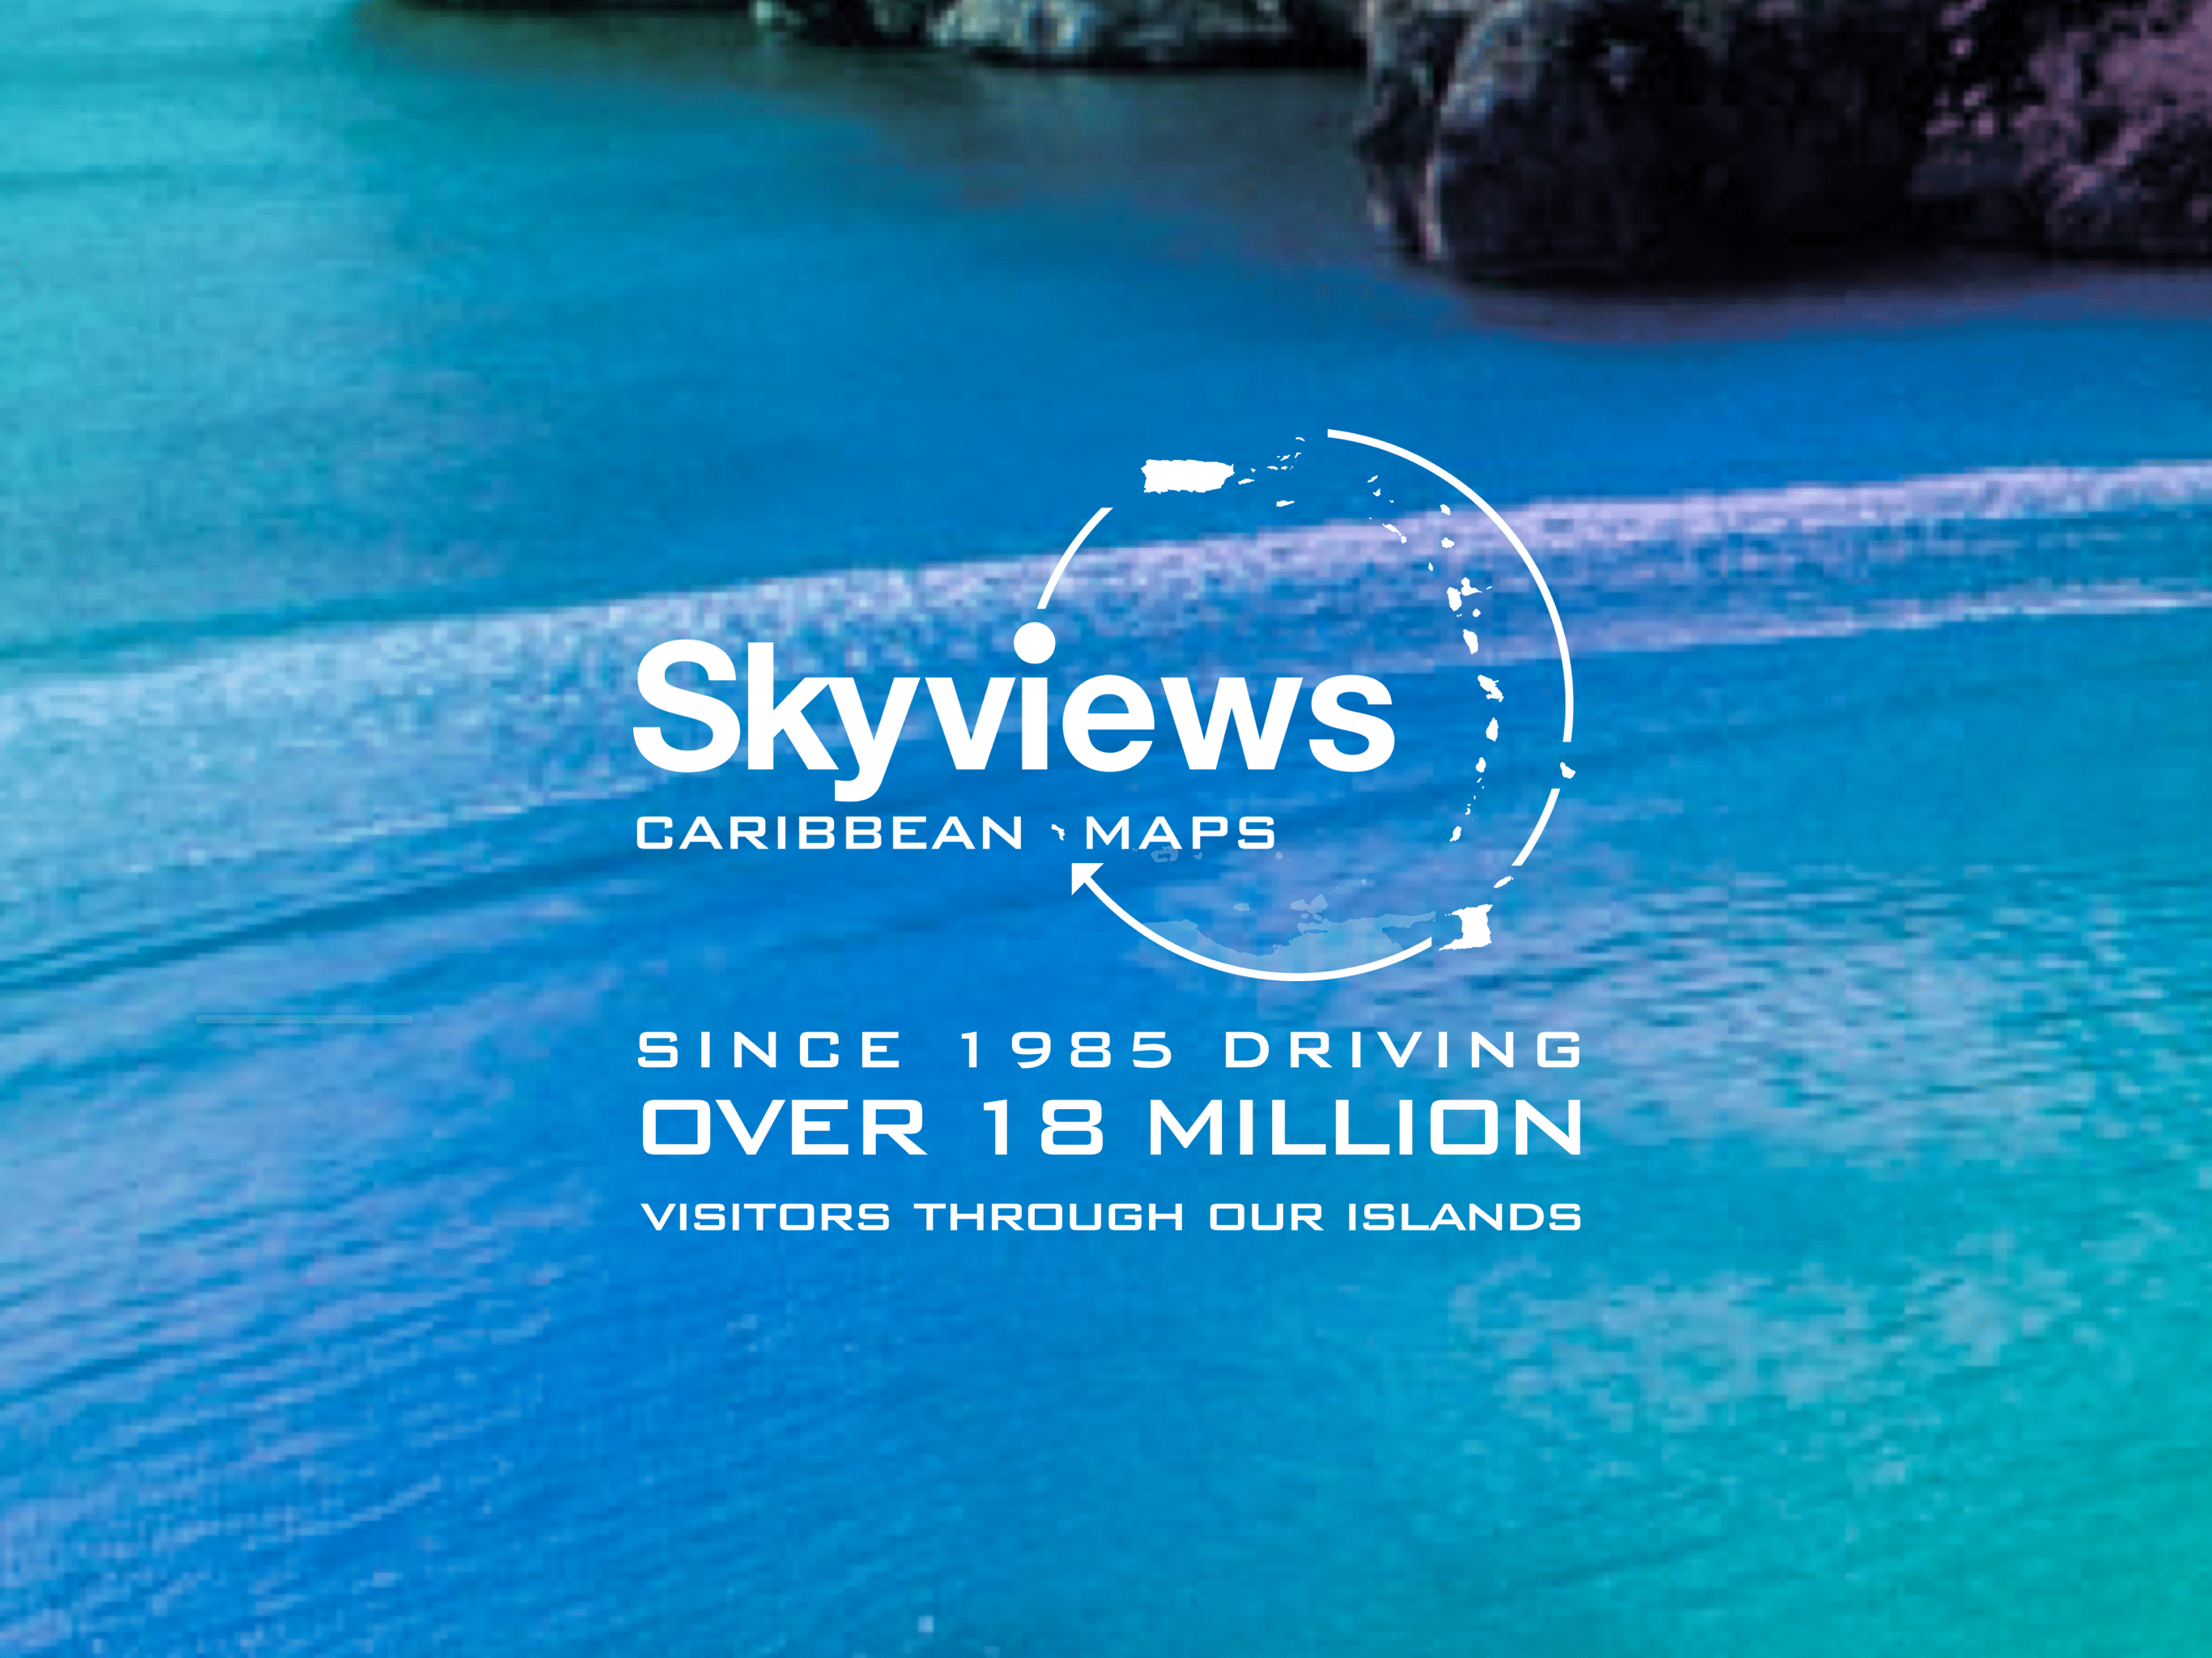 Skyviews
CARIBBEAN MAPS
SINCE 1985 DRIVING
OVER 18 MILLION
VISITORS THROUGH OUR ISLANDS